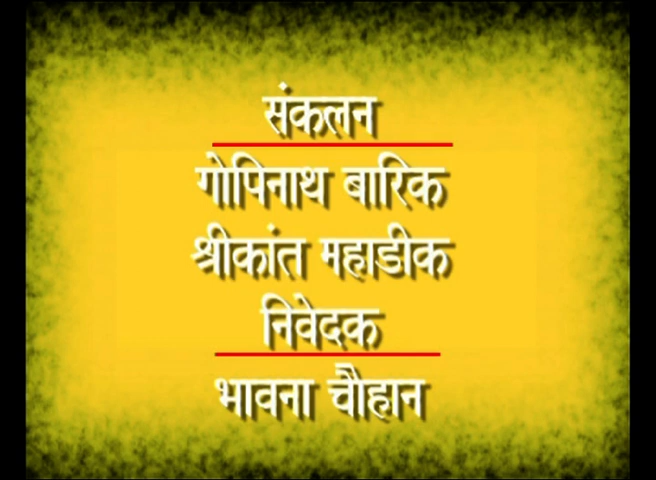 संकलन
गोपिनाथ बारिक
श्रीकांत महाडीक
निवेदक
भावना चौहान